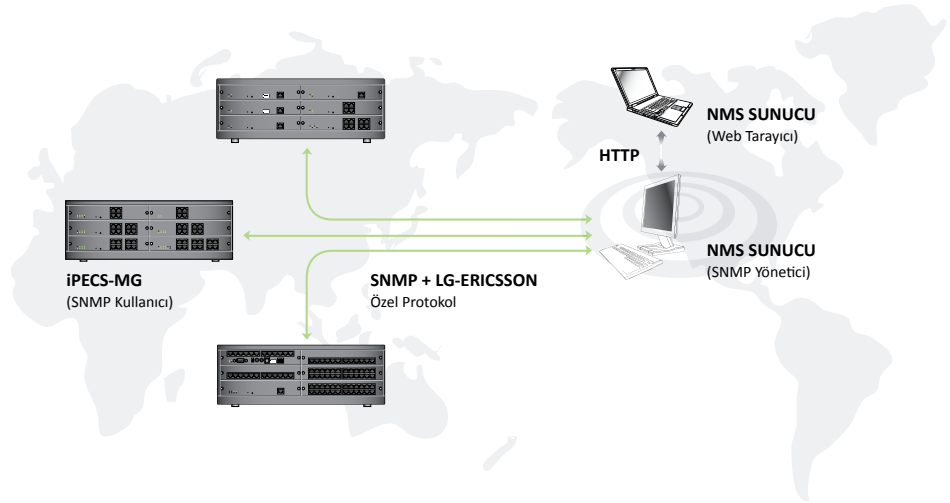 NMS SUNUCU
(Web Tarayıcı)
HTTP
NMS SUNUCU
(SNMP Yönetici)
iPECS-MG
(SNMP Kullanıcı)
SNMP + LG-ERICSSON
Özel Protokol